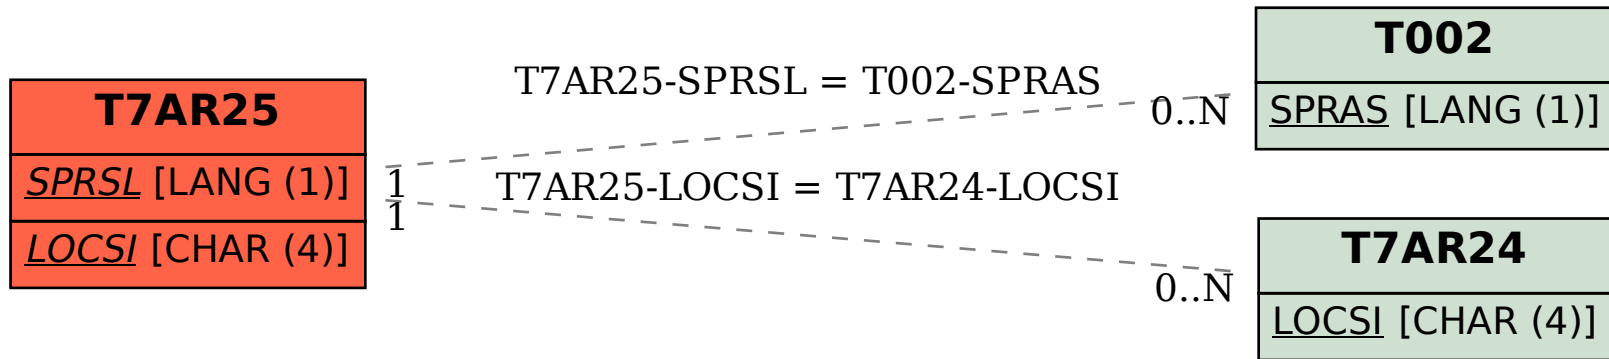 T7AR25
SPRSL [LANG (1)]
LOCSI [CHAR (4)]
T7AR25-SPRSL = T002-SPRAS
0..N
1
T7AR25-LOCSI = T7AR24-LOCSI
1
0..N
T002
SPRAS [LANG (1)]
T7AR24
LOCSI [CHAR (4)]